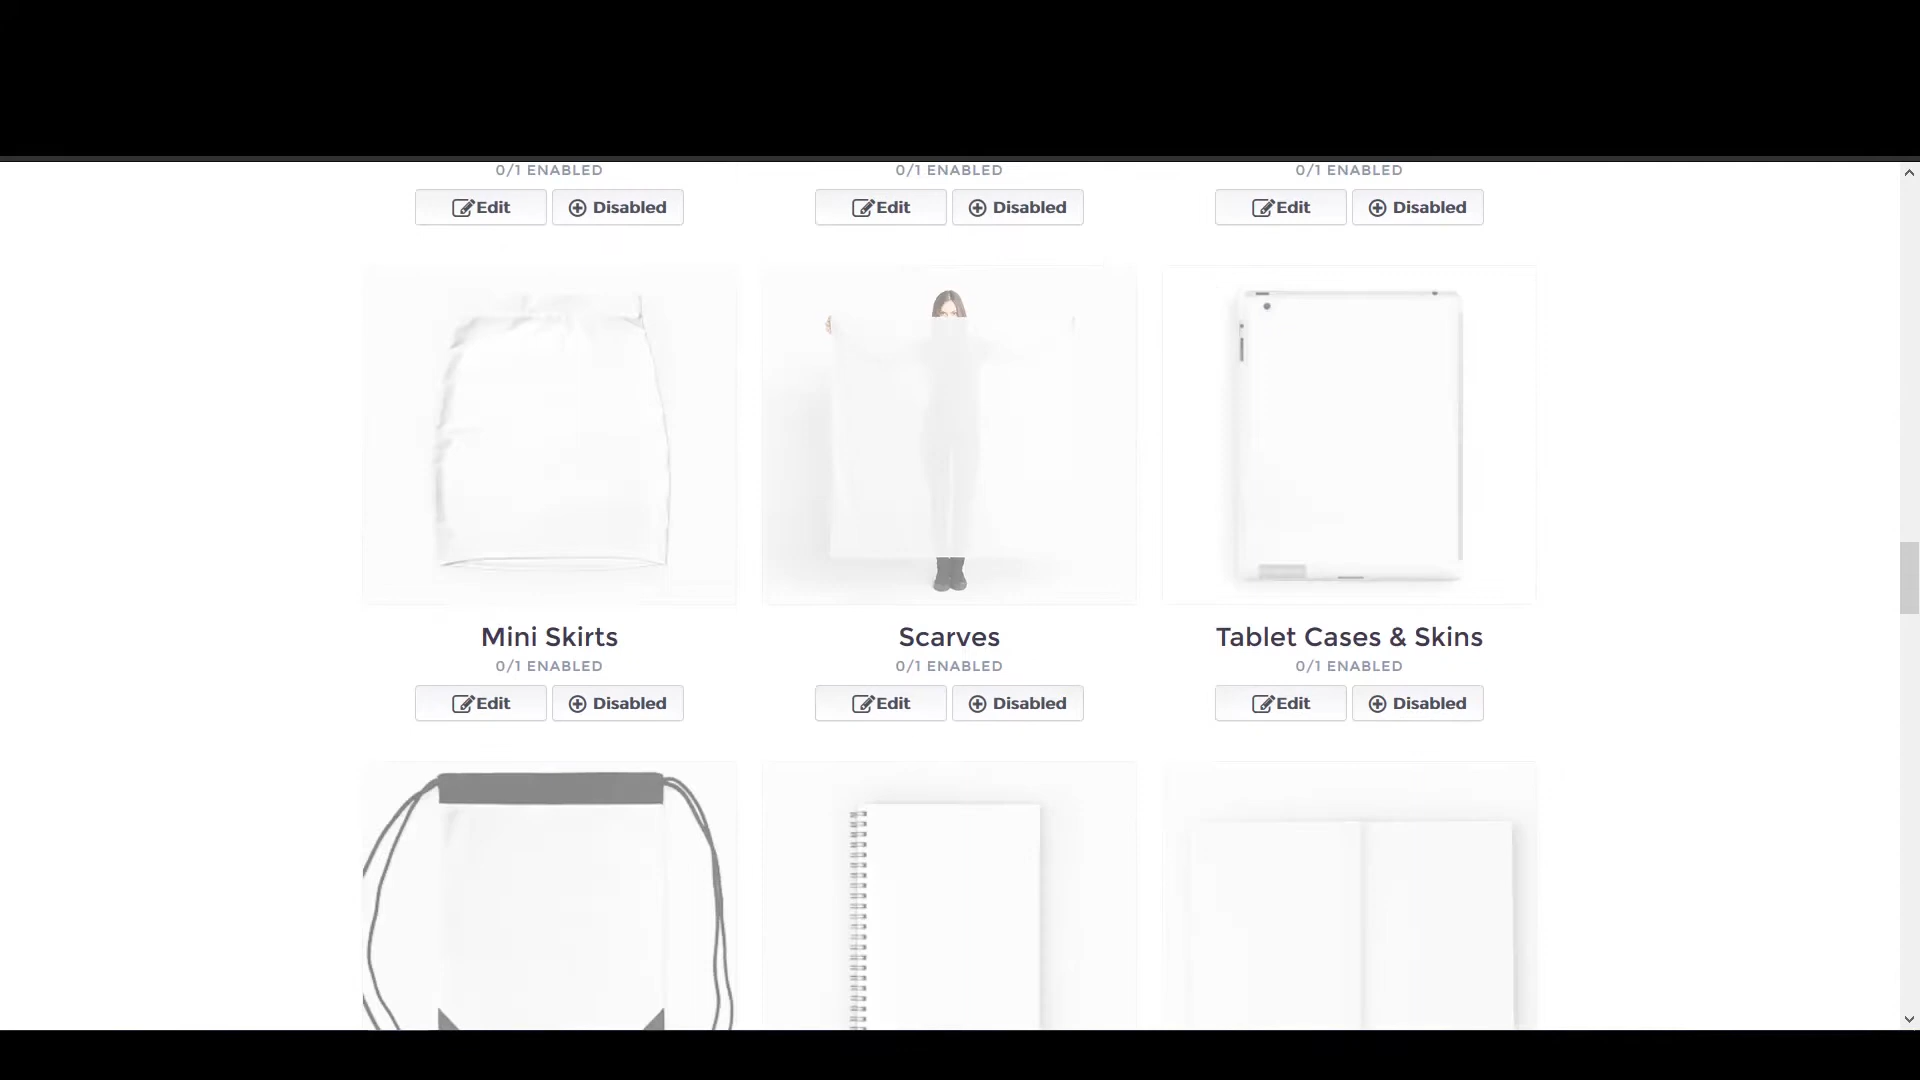 0/1 ENABLED 0/1 ENABLED 0/1 ENABLED
Edit Disabled Edit Disabled Edit Disabled
Mini Skirts Scarves Tablet Cases & Skins
0/1 ENABLED 0/1 ENABLED 0/1 ENABLED
Edit Disabled Edit Disabled Edit Disabled